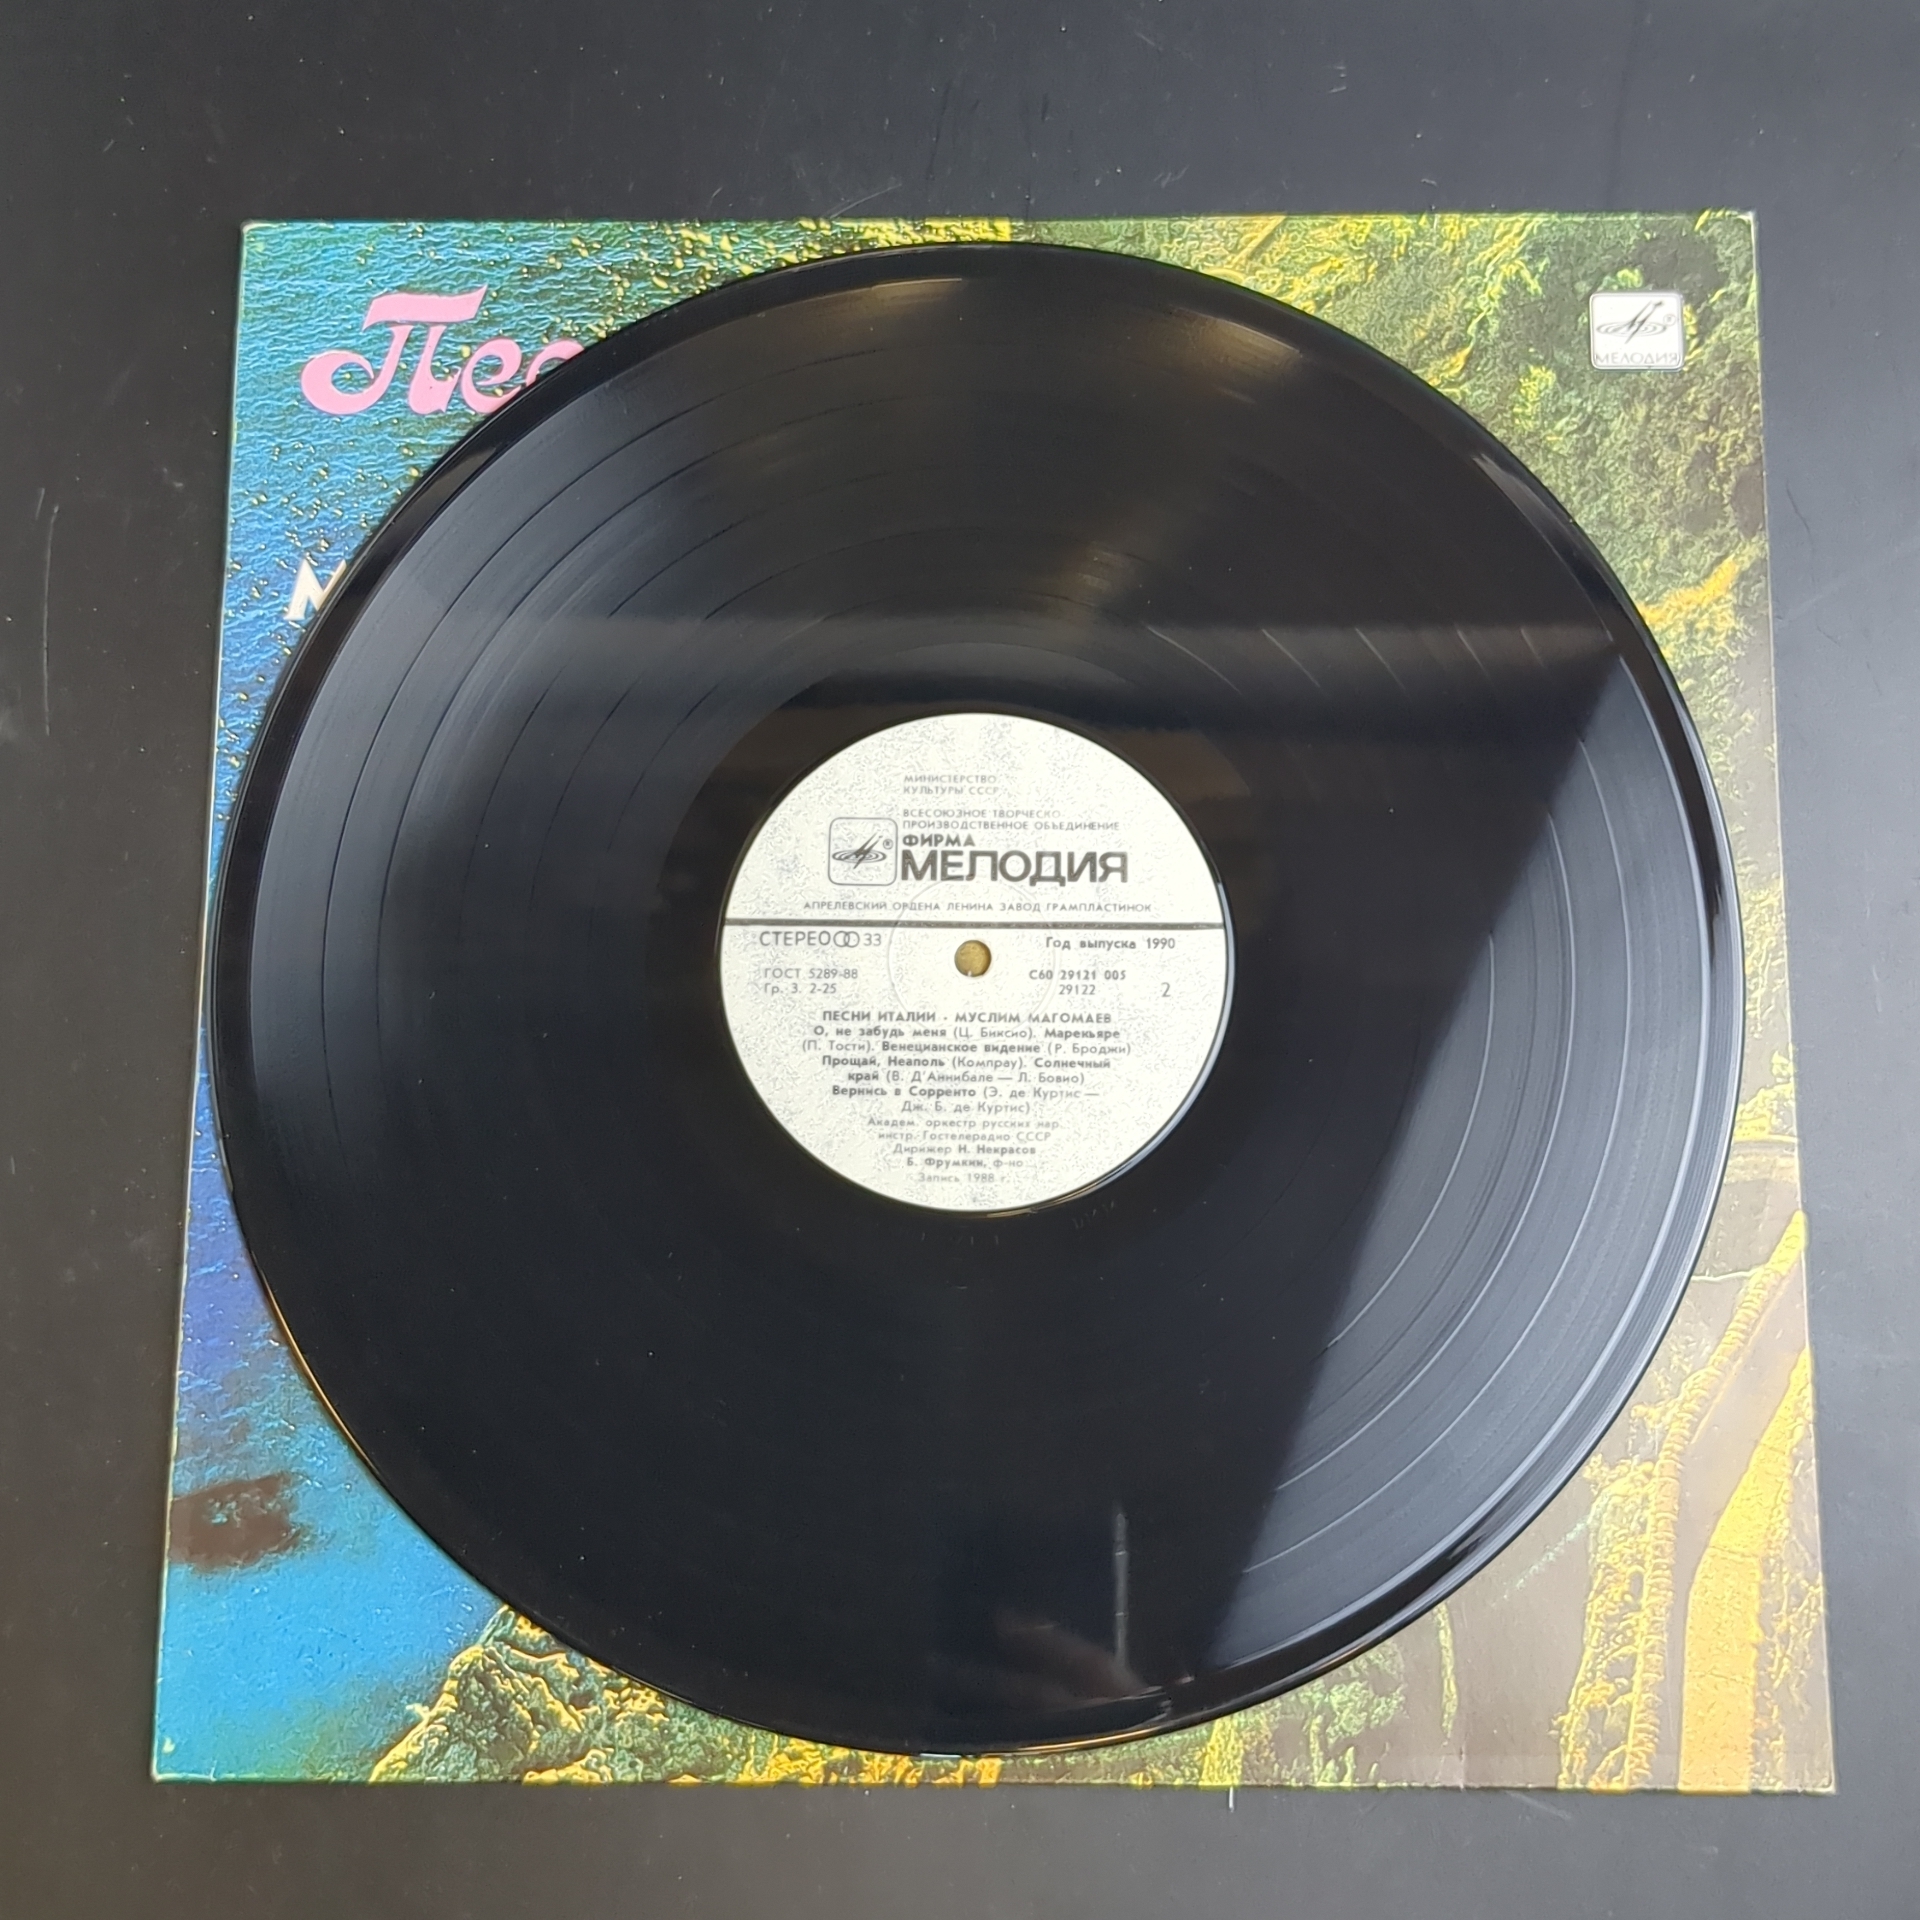 Пес
МЕЛОДИЯ
М
МИНИСТЕРСТВО
КУЛЬТУРЫ СССР
ВСЕСОЮЗНОЕ ТВОРЧЕСКО-
ПРОИЗВОДСТВЕННОЕ ОБЪЕДИНЕНИЕ
ФИРМА
® МЕЛОДИЯ
АПРЕЛЕВСКИЙ ОРДЕНА ЛЕНИНА ЗАВОД ГРАМПЛАСТИНОК
СТЕРЕО 33 Год выпуска 1990
ГОСТ 5289-88 С60 29121 005
Гр. 3. 2-25 29122 2
ПЕСНИ ИТАЛИИ · МУСЛИМ МАГОМАЕВ
О, не забудь меня (Ц. Биксио). Марекьяре
(П. Тости). Венецианское видение (Р. Броджи)
Прощай, Неаполь (Компрау). Солнечный
край (В. Д'Аннибале — Л. Бовио)
Вернись в Сорренто (Э. де Куртис —
Дж. Б. де Куртис)
Академ. оркестр русских нар.
инстр. Гостелерадио СССР
Дирижер Н. Некрасов
Б. Фрумкин, ф-но
Запись 1988 г.